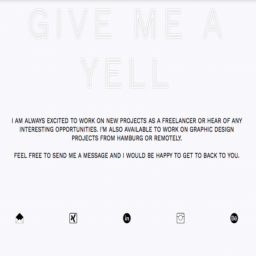 GIVE ME A
YELL
I AM ALWAYS EXCITED TO WORK ON NEW PROJECTS AS A FREELANCER OR HEAR OF ANY
INTERESTING OPPORTUNITIES. I'M ALSO AVAILABLE TO WORK ON GRAPHIC DESIGN
PROJECTS FROM HAMBURG OR REMOTELY.
FEEL FREE TO SEND ME A MESSAGE AND I WOULD BE HAPPY TO GET TO BACK TO YOU.